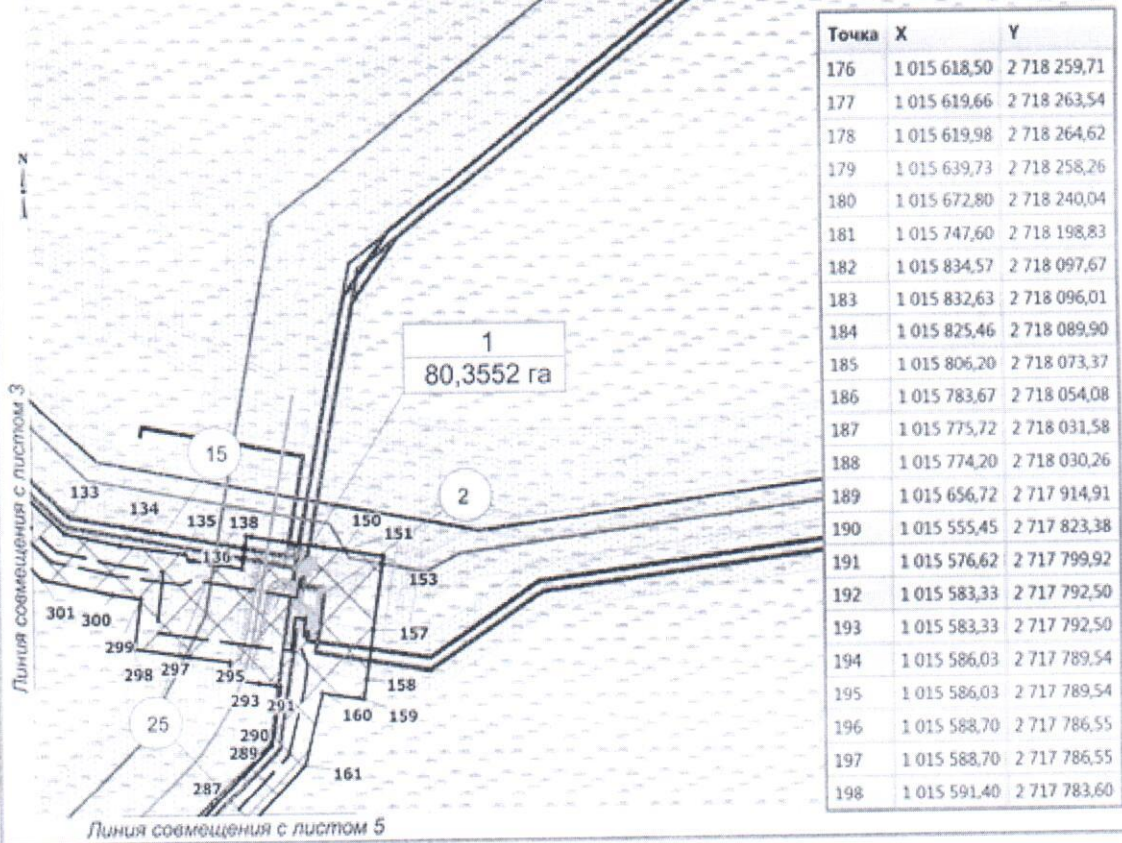 Точка X Y
176 1 015 618,50 2 718 259,71
177 1 015 619,66 2 718 263,54
178 1 015 619,98 2 718 264,62
179 1 015 639,73 2 718 258,26
180 1 015 672,80 2 718 240,04
181 1 015 747,60 2 718 198,83
182 1 015 834,57 2 718 097,67
183 1 015 832,63 2 718 096,01
184 1 015 825,46 2 718 089,90
185 1 015 806,20 2 718 073,37
186 1 015 783,67 2 718 054,08
187 1 015 775,72 2 718 031,58
188 1 015 774,20 2 718 030,26
189 1 015 656,72 2 717 914,91
190 1 015 555,45 2 717 823,38
191 1 015 576,62 2 717 799,92
192 1 015 583,33 2 717 792,50
193 1 015 583,33 2 717 792,50
194 1 015 586,03 2 717 789,54
195 1 015 586,03 2 717 789,54
196 1 015 588,70 2 717 786,55
197 1 015 588,70 2 717 786,55
198 1 015 591,40 2 717 783,60
N
1
80,3552 га
Линия совмещения с листом 3
15
2
133
134
135
138
136
150
151
153
157
158
159
160
161
301
300
299
298
297
295
293
291
290
289
287
25
Линия совмещения с листом 5